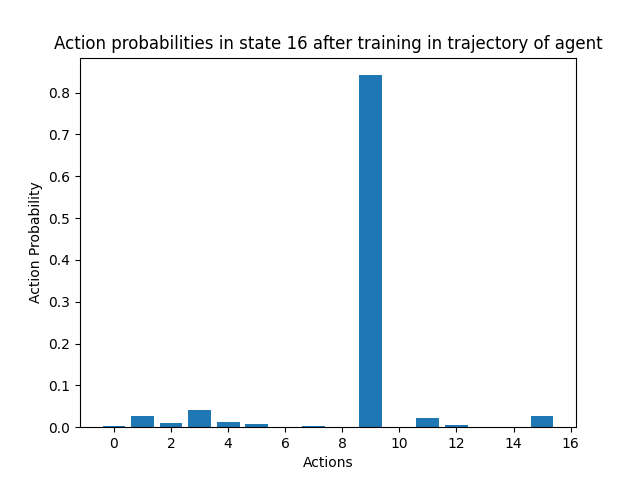 Action probabilities in state 16 after training in trajectory of agent
0.8
0.7
0.6
0.5
0.4
0.3
0.2
0.1
0.0
Action Probability
0 2 4 6 8 10 12 14 16
Actions